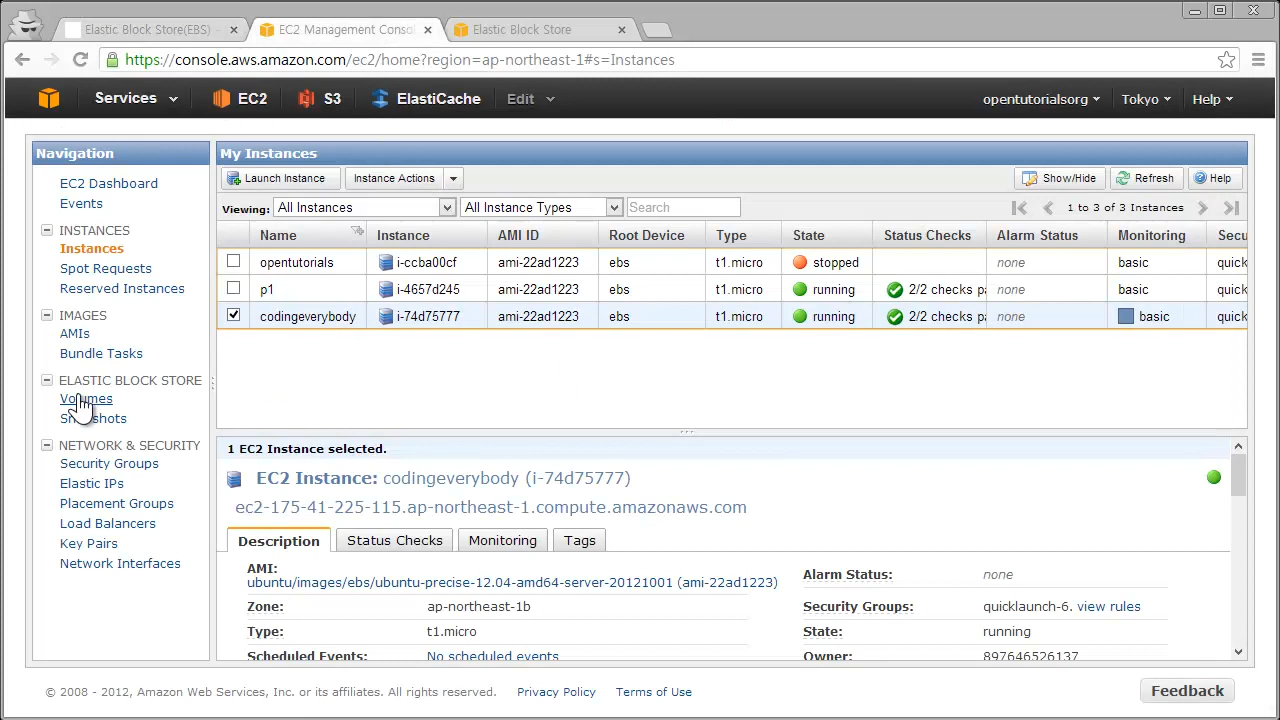 Elastic Block Store(EBS) -
EC2 Management Conso
Elastic Block Store
https://console.aws.amazon.com/ec2/home?region=ap-northeast-1#s=Instances
Services EC2 S3 ElastiCache Edit opentutorialsorg Tokyo Help
Navigation
EC2 Dashboard
Events
INSTANCES
Instances
Spot Requests
Reserved Instances
IMAGES
AMIs
Bundle Tasks
ELASTIC BLOCK STORE
Volumes
Snapshots
NETWORK & SECURITY
Security Groups
Elastic IPs
Placement Groups
Load Balancers
Key Pairs
Network Interfaces
My Instances
Launch Instance Instance Actions Show/Hide Refresh Help
Viewing: All Instances All Instance Types Search 1 to 3 of 3 Instances
Name Instance AMI ID Root Device Type State Status Checks Alarm Status Monitoring Secu
opentutorials i-ccba00cf ami-22ad1223 ebs t1.micro stopped none basic quick
p1 i-4657d245 ami-22ad1223 ebs t1.micro running 2/2 checks pa none basic quick
codingeverybody i-74d75777 ami-22ad1223 ebs t1.micro running 2/2 checks pa none basic quick
1 EC2 Instance selected.
EC2 Instance: codingeverybody (i-74d75777)
ec2-175-41-225-115.ap-northeast-1.compute.amazonaws.com
Description Status Checks Monitoring Tags
AMI:
ubuntu/images/ebs/ubuntu-precise-12.04-amd64-server-20121001 (ami-22ad1223)
Alarm Status: none
Zone: ap-northeast-1b
Security Groups: quicklaunch-6. view rules
Type: t1.micro
State: running
Scheduled Events: No scheduled events
Owner: 897646526137
© 2008 - 2012, Amazon Web Services, Inc. or its affiliates. All rights reserved. Privacy Policy Terms of Use Feedback